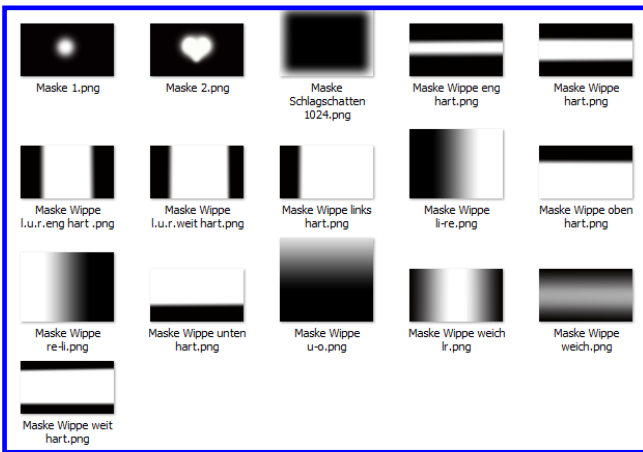 Maske 1.png
Maske 2.png
Maske
Schlagschatten
1024.png
Maske Wippe eng
hart.png
Maske Wippe
hart.png
Maske Wippe
l.u.r.eng hart .png
Maske Wippe
l.u.r.weit hart.png
Maske Wippe links
hart.png
Maske Wippe
li-re.png
Maske Wippe oben
hart.png
Maske Wippe
re-li.png
Maske Wippe unten
hart.png
Maske Wippe
u-o.png
Maske Wippe weich
lr.png
Maske Wippe
weich.png
Maske Wippe weit
hart.png